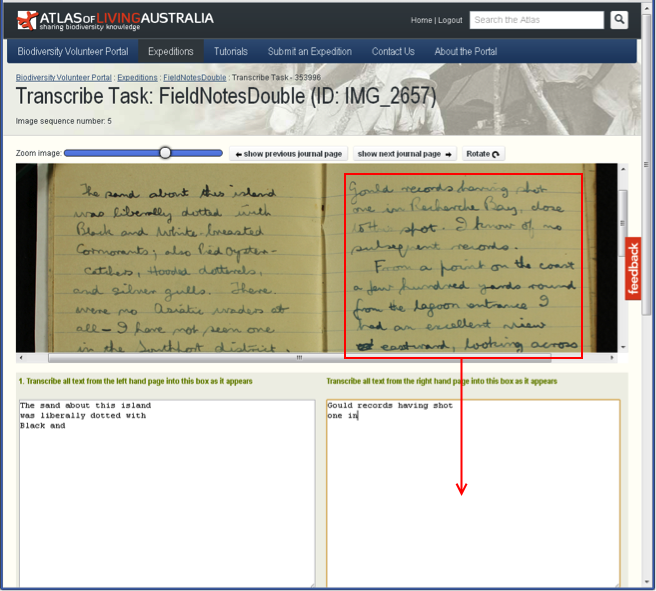 ATLAS OF LIVING AUSTRALIA
sharing biodiversity knowledge
Home | Logout
Search the Atlas
Biodiversity Volunteer Portal Expeditions Tutorials Submit an Expedition Contact Us About the Portal
Biodiversity Volunteer Portal : Expeditions : FieldNotesDouble : Transcribe Task - 353996
Transcribe Task: FieldNotesDouble (ID: IMG_2657)
Image sequence number: 5
Zoom image:
show previous journal page
show next journal page
Rotate
The sand about this island
was liberally dotted with
Black and White-breasted
Cormorants; also Pied Oyster-
catchers, Hooded dotterels,
and silver gulls. There
were no Asiatic waders at
all - I have not seen one
in the Southport district.
Gould records having shot
one in Recherche Bay, close
to the spot. I know of no
subsequent records.
From a point on the coast
a few hundred yards round
from the lagoon entrance I
had an excellent view
eastward, looking across
feedback
1. Transcribe all text from the left hand page into this box as it appears
Transcribe all text from the right hand page into this box as it appears
The sand about this island
was liberally dotted with
Black and
Gould records having shot
one in